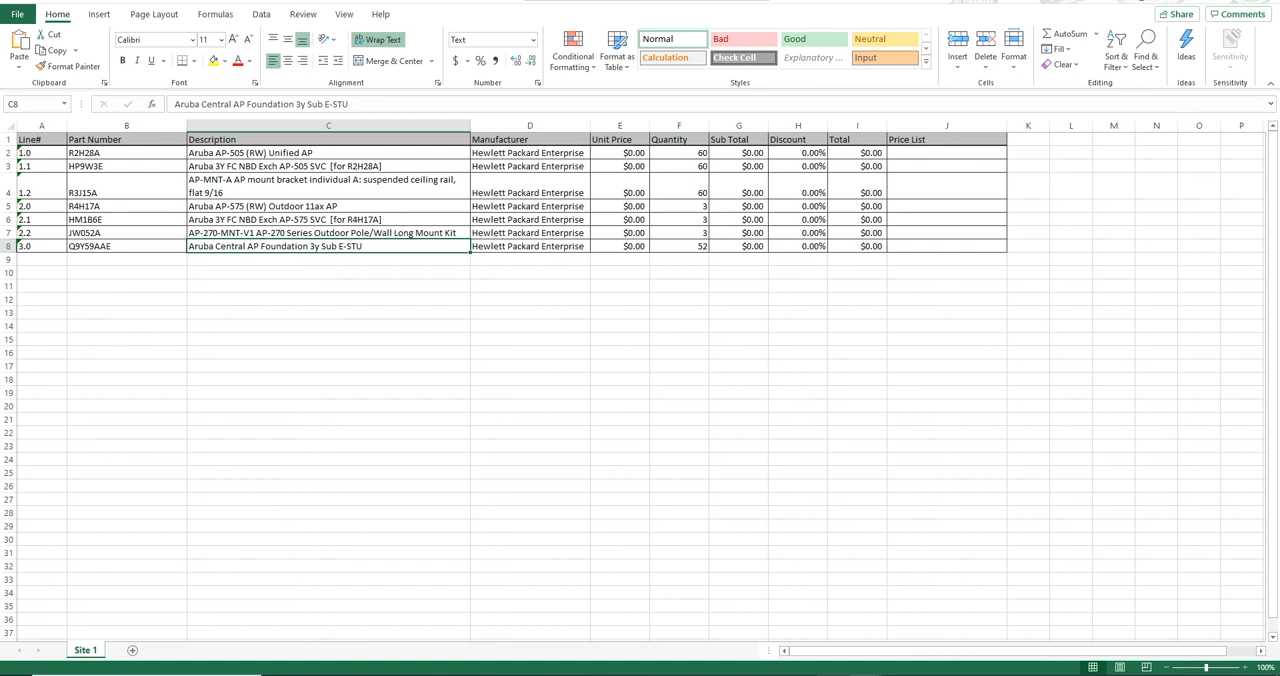 File Home Insert Page Layout Formulas Data Review View Help Share Comments
Cut
Copy
Format Painter
Paste
Clipboard
Calibri 11 A A
B I U A
Font
Wrap Text
Merge & Center
Alignment
Text
$ % 9
Number
Conditional Formatting
Format as Table
Normal Bad Good Neutral
Calculation Check Cell Explanatory ... Input
Styles
Insert Delete Format
Cells
AutoSum
Fill
Clear
Sort & Filter
Find & Select
Editing
Ideas
Ideas
Sensitivity
Sensitivity
C8 fx Aruba Central AP Foundation 3y Sub E-STU
A B C D E F G H I J K L M N O P
1 Line# Part Number Description Manufacturer Unit Price Quantity Sub Total Discount Total Price List
2 1.0 R2H28A Aruba AP-505 (RW) Unified AP Hewlett Packard Enterprise $0.00 60 $0.00 0.00% $0.00
3 1.1 HP9W3E Aruba 3Y FC NBD Exch AP-505 SVC [for R2H28A] Hewlett Packard Enterprise $0.00 60 $0.00 0.00% $0.00
AP-MNT-A AP mount bracket individual A: suspended ceiling rail,
4 1.2 R3J15A flat 9/16 Hewlett Packard Enterprise $0.00 60 $0.00 0.00% $0.00
5 2.0 R4H17A Aruba AP-575 (RW) Outdoor 11ax AP Hewlett Packard Enterprise $0.00 3 $0.00 0.00% $0.00
6 2.1 HM1B6E Aruba 3Y FC NBD Exch AP-575 SVC [for R4H17A] Hewlett Packard Enterprise $0.00 3 $0.00 0.00% $0.00
7 2.2 JW052A AP-270-MNT-V1 AP-270 Series Outdoor Pole/Wall Long Mount Kit Hewlett Packard Enterprise $0.00 3 $0.00 0.00% $0.00
8 3.0 Q9Y59AAE Aruba Central AP Foundation 3y Sub E-STU Hewlett Packard Enterprise $0.00 52 $0.00 0.00% $0.00
9
10
11
12
13
14
15
16
17
18
19
20
21
22
23
24
25
26
27
28
29
30
31
32
33
34
35
36
37
Site 1
100%